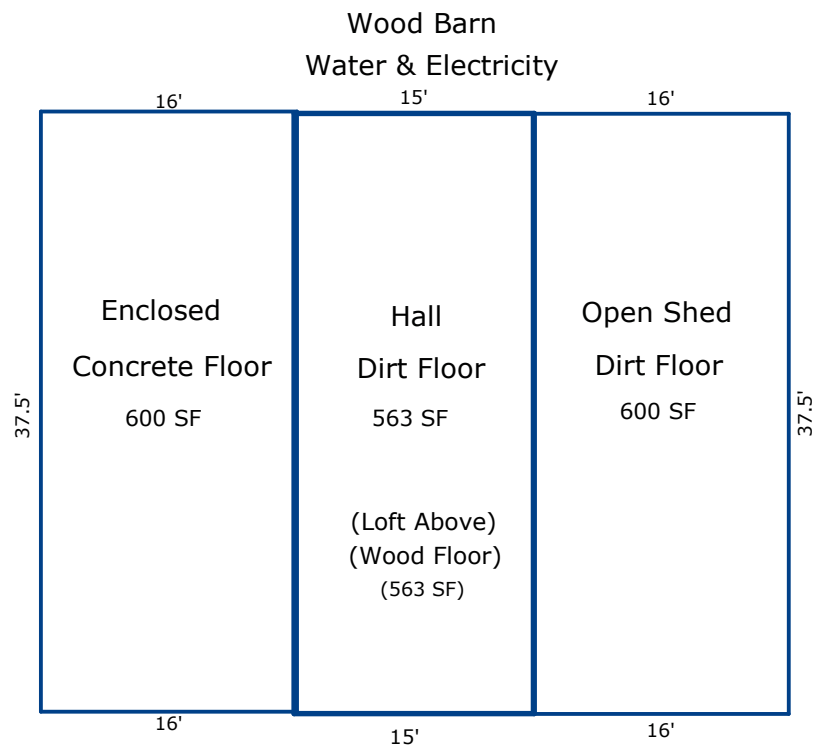 Wood Barn
Water & Electricity
16'
15'
16'
Enclosed
Concrete Floor
600 SF
Hall
Dirt Floor
563 SF
(Loft Above)
(Wood Floor)
(563 SF)
Open Shed
Dirt Floor
600 SF
37.5'
37.5'
16'
15'
16'